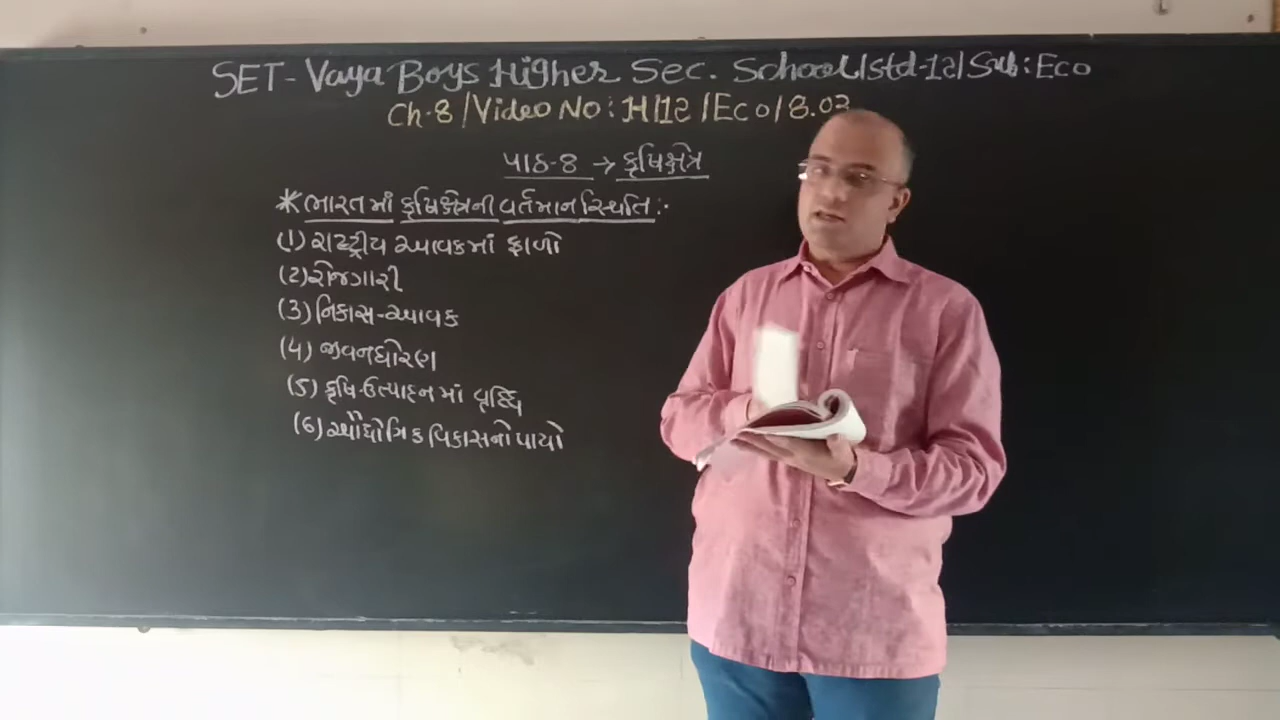 SET- Vaya Boys Higher Sec. School/Std-12/Sub:Eco
Ch-8/Video No: H/12/Eco/8.03
પાઠ-8 → કૃષિક્ષેત્ર
* ભારતમાં કૃષિક્ષેત્રની વર્તમાન સ્થિતિ :-
(1) રાષ્ટ્રીય આવકમાં ફાળો
(2) રોજગારી
(3) નિકાસ-આવક
(4) જીવનધોરણ
(5) કૃષિ-ઉત્પાદનમાં વૃદ્ધિ
(6) ઔદ્યોગિક વિકાસનો પાયો